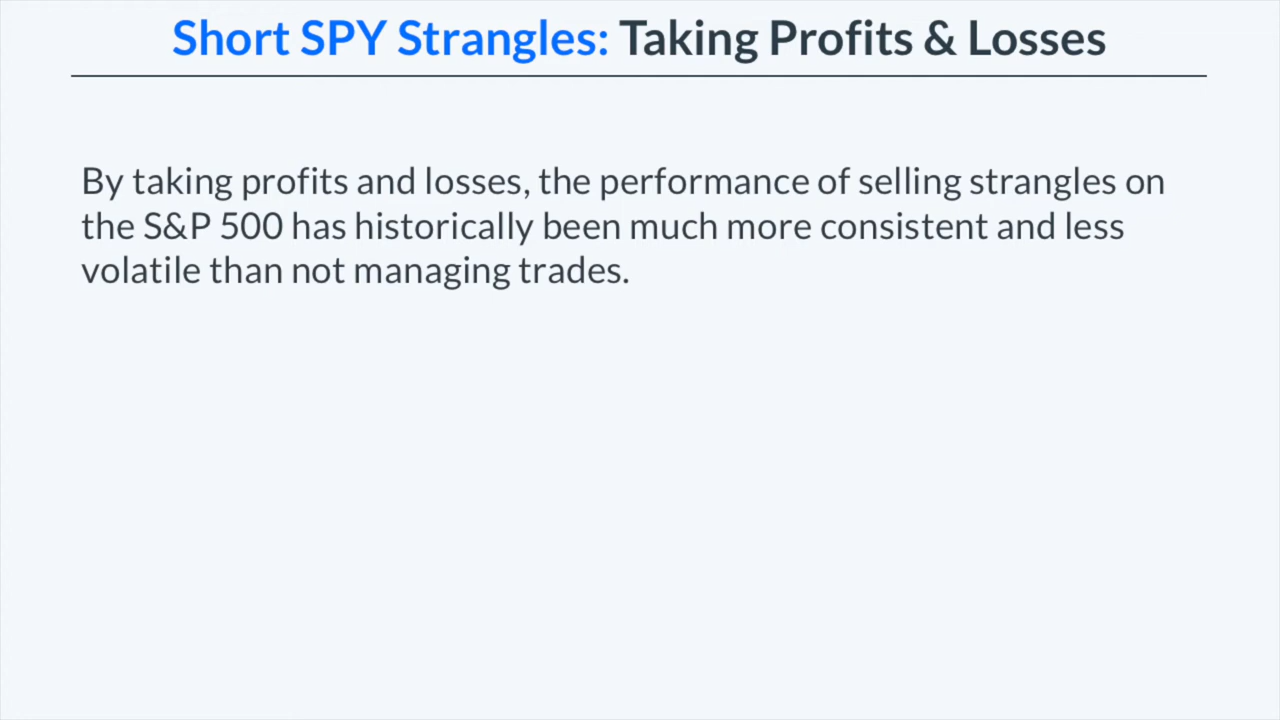 Short SPY Strangles: Taking Profits & Losses
By taking profits and losses, the performance of selling strangles on
the S&P 500 has historically been much more consistent and less
volatile than not managing trades.